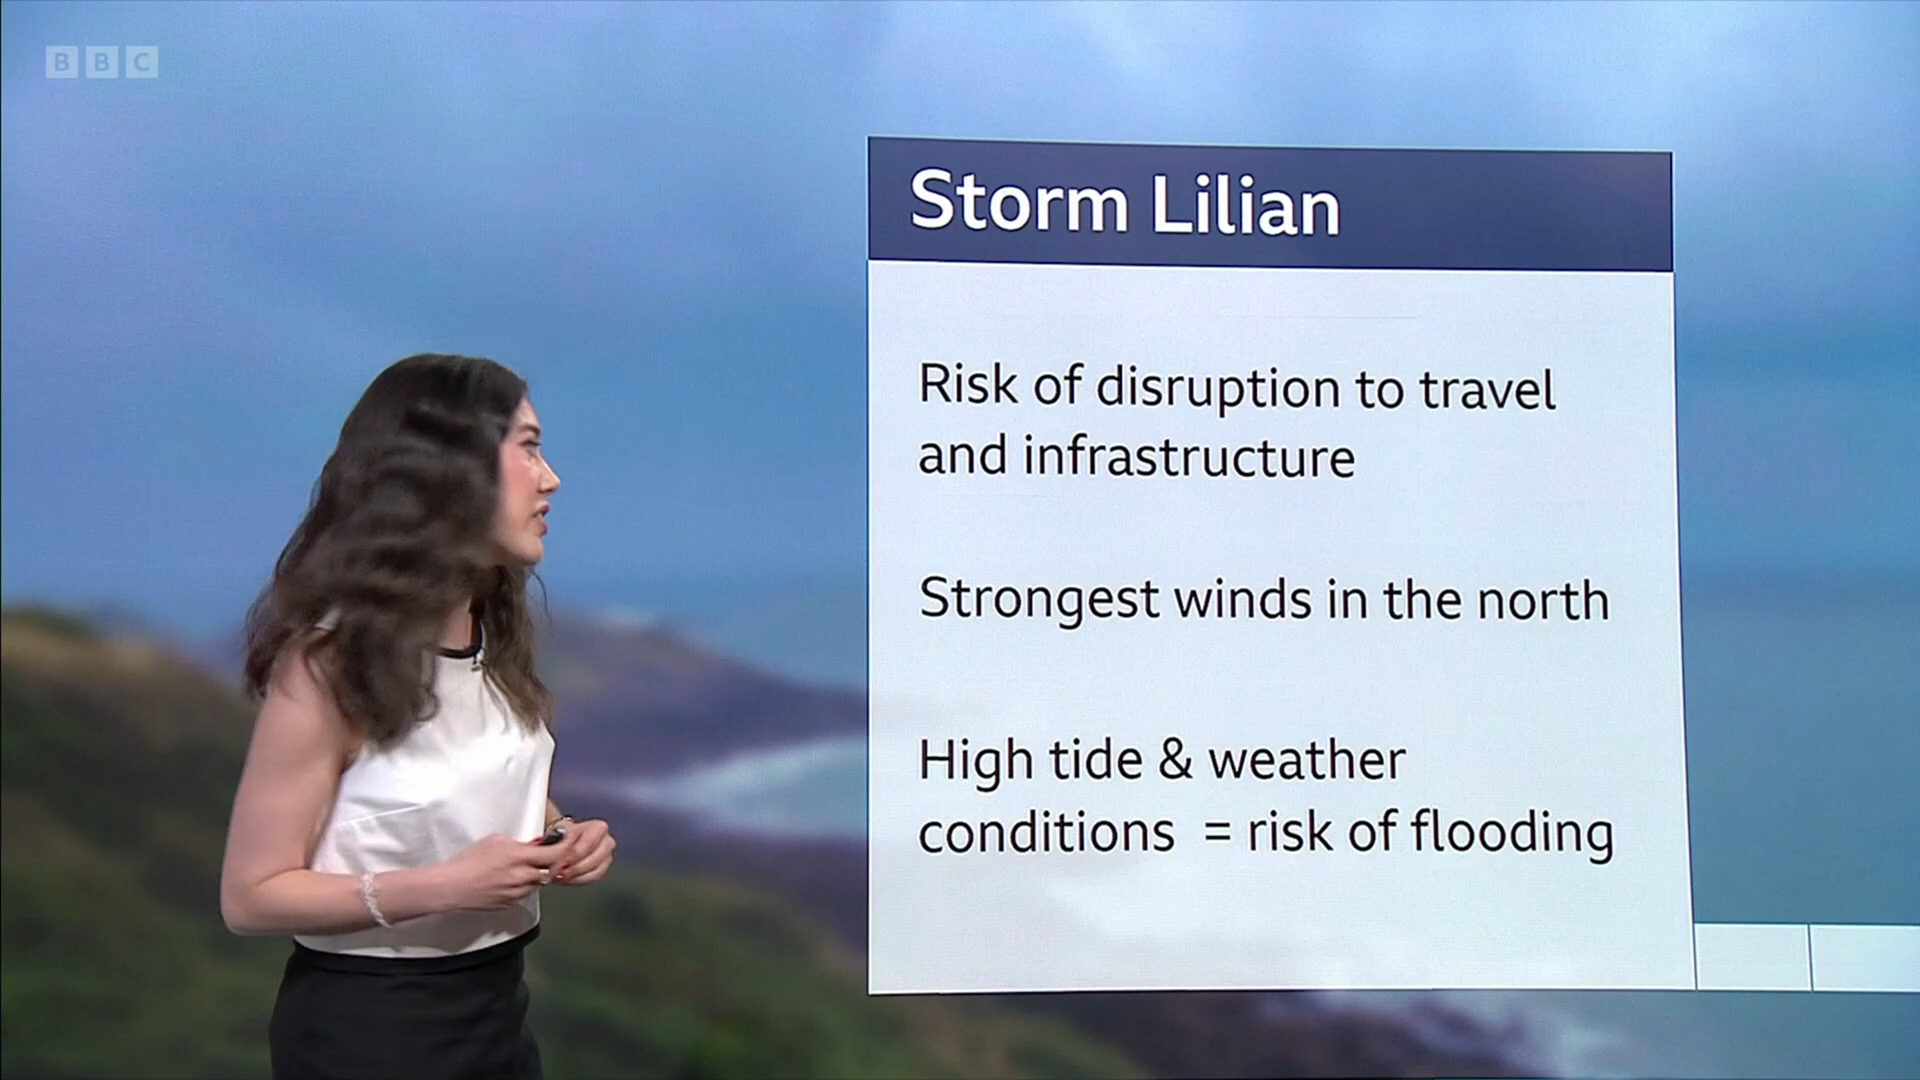 BBC
Storm Lilian
Risk of disruption to travel
and infrastructure
Strongest winds in the north
High tide & weather
conditions = risk of flooding